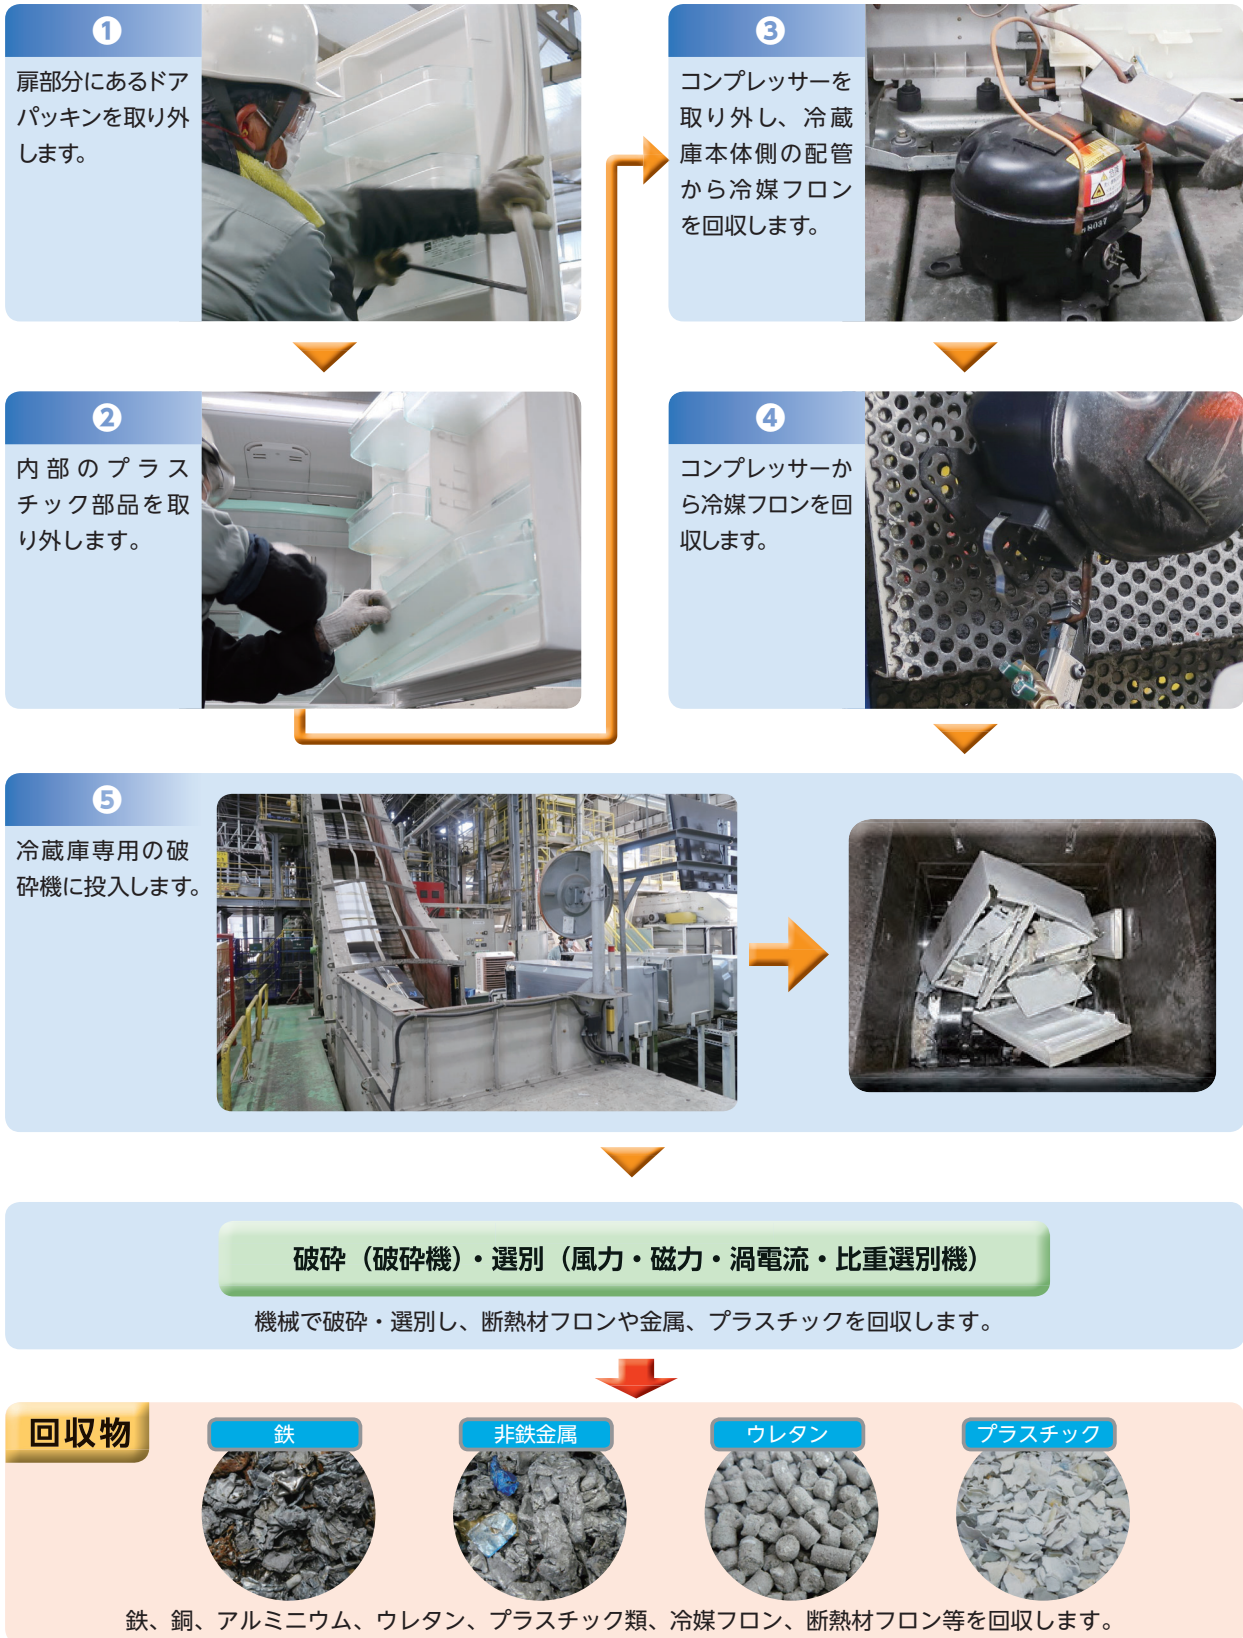 ❶
扉部分にあるドア
パッキンを取り外
します。
❷
内部のプラス
チック部品を取
り外します。
❸
コンプレッサーを
取り外し、冷蔵
庫本体側の配管
から冷媒フロン
を回収します。
❹
コンプレッサーか
ら冷媒フロンを回
収します。
❺
冷蔵庫専用の破
砕機に投入します。
破砕（破砕機）・選別（風力・磁力・渦電流・比重選別機）
機械で破砕・選別し、断熱材フロンや金属、プラスチックを回収します。
回収物
鉄
非鉄金属
ウレタン
プラスチック
鉄、銅、アルミニウム、ウレタン、プラスチック類、冷媒フロン、断熱材フロン等を回収します。